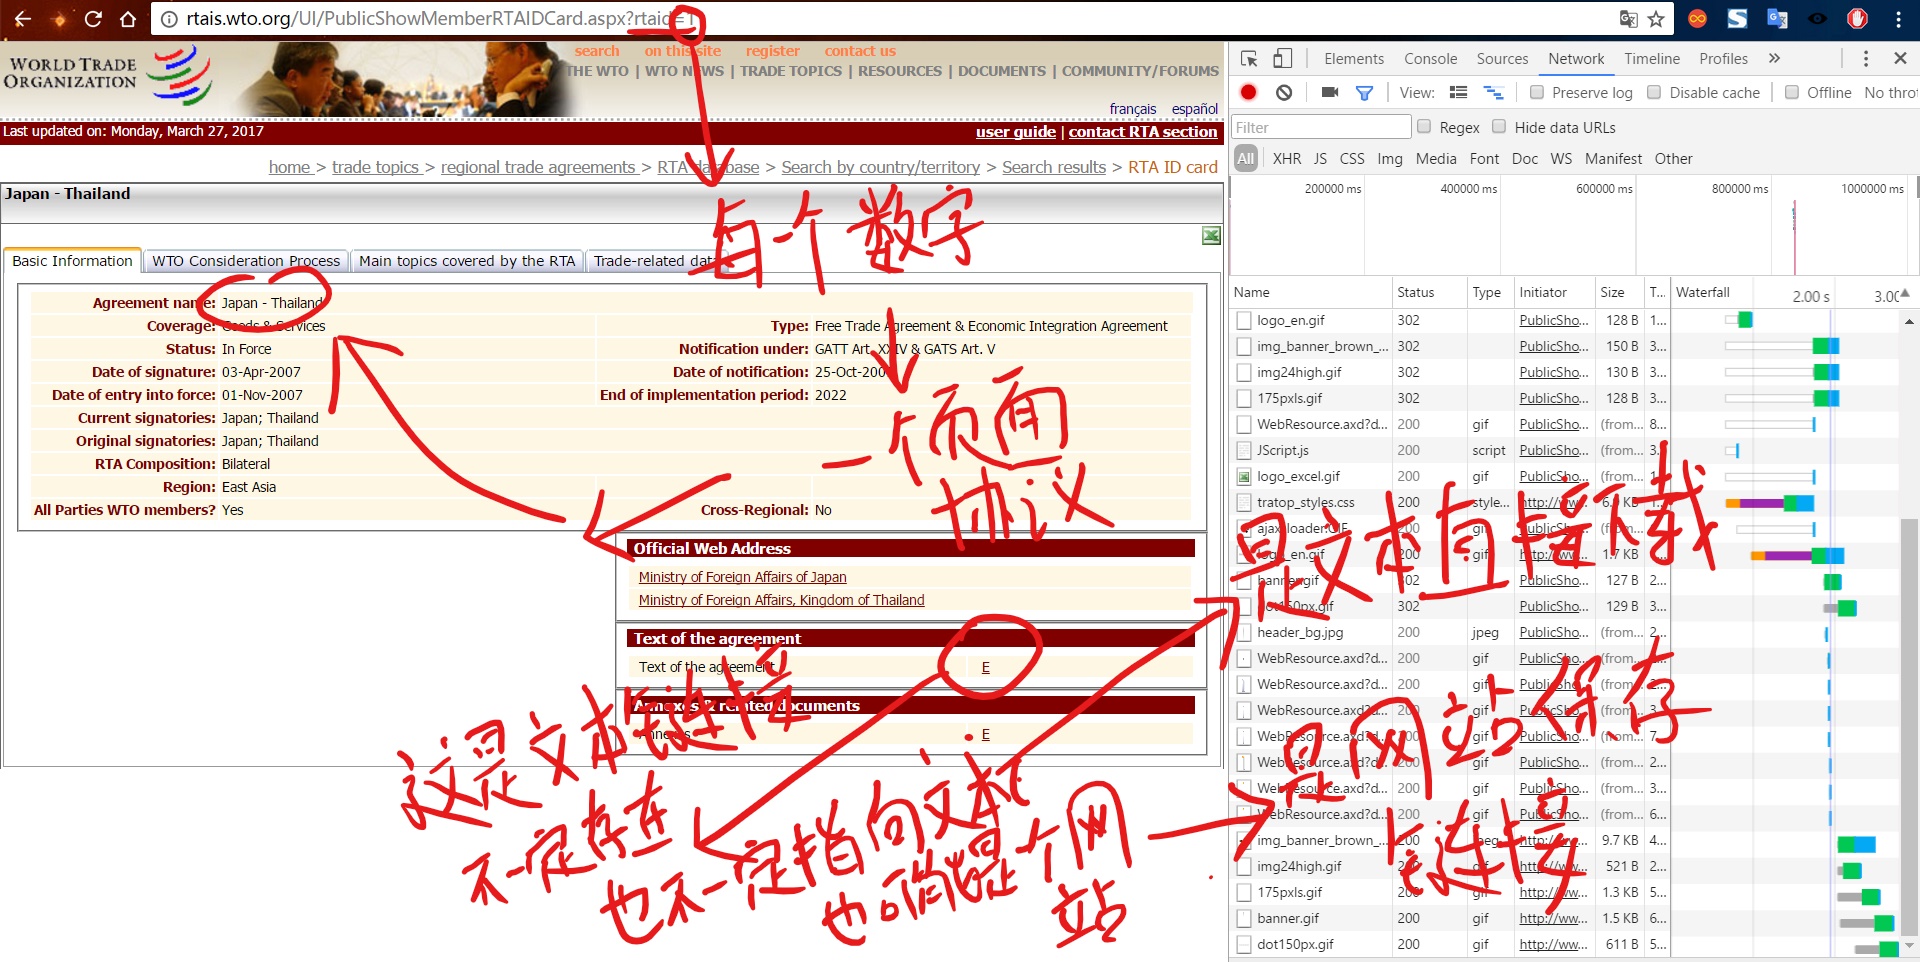 rtais.wto.org/UI/PublicShowMemberRTAIDCard.aspx?rtaid=1
WORLD TRADE
ORGANIZATION
search on this site register contact us
THE WTO | WTO NEWS | TRADE TOPICS | RESOURCES | DOCUMENTS | COMMUNITY/FORUMS
français español
Last updated on: Monday, March 27, 2017
user guide | contact RTA section
home > trade topics > regional trade agreements > RTA database > Search by country/territory > Search results > RTA ID card
Japan - Thailand
每个数字
Basic Information WTO Consideration Process Main topics covered by the RTA Trade-related data
Agreement name: Japan - Thailand
Coverage: Goods & Services Type: Free Trade Agreement & Economic Integration Agreement
Status: In Force Notification under: GATT Art. XXIV & GATS Art. V
Date of signature: 03-Apr-2007 Date of notification: 25-Oct-200
Date of entry into force: 01-Nov-2007 End of implementation period: 2022
Current signatories: Japan; Thailand
Original signatories: Japan; Thailand
RTA Composition: Bilateral
Region: East Asia
All Parties WTO members? Yes Cross-Regional: No
一个页面
协议
Official Web Address
Ministry of Foreign Affairs of Japan
Ministry of Foreign Affairs, Kingdom of Thailand
Text of the agreement
Text of the agreement E
Annexes & related documents
Annexes E
这是文本长连接
不一定存在
也不一定指向文本
也可能是个网
站
Elements Console Sources Network Timeline Profiles
View: Preserve log Disable cache Offline No thro
Filter Regex Hide data URLs
All XHR JS CSS Img Media Font Doc WS Manifest Other
200000 ms 400000 ms 600000 ms 800000 ms 1000000 ms
Name Status Type Initiator Size T... Waterfall 2.00 s 3.00
logo_en.gif 302 PublicSho... 128 B 1...
img_banner_brown_... 302 PublicSho... 150 B 3...
img24high.gif 302 PublicSho... 130 B 3...
175pxls.gif 302 PublicSho... 128 B 3...
WebResource.axd?d... 200 gif PublicSho... (from... 8...
JScript.js 200 script PublicSho... (from... 3...
logo_excel.gif 200 gif PublicSho... (from... 1...
tratop_styles.css 200 style... http://ww... 6. KB
ajax-loader.GIF 200 gif PublicSho... (from...
logo_en.gif 200 gif http://ww... 1.7 KB
banner.gif 302 PublicSho... 127 B 2...
dot150px.gif 302 PublicSho... 129 B 3...
header_bg.jpg 200 jpeg PublicSho... (from... 2...
WebResource.axd?d... 200 gif PublicSho... (from...
WebResource.axd?d... 200 gif PublicSho... (from... 2...
WebResource.axd?d... 200 gif PublicSho... (from... 3...
WebResource.axd?d... 200 gif PublicSho... (from... 7...
WebResource.axd?d... 200 gif PublicSho... (from... 2...
WebResource.axd?d... 200 gif PublicSho... (from... 3...
WebResource.axd?d... 200 gif PublicSho... (from... 6...
img_banner_brown_... 200 jpeg http://ww... 9.7 KB 4...
img24high.gif 200 gif http://ww... 521 B 2...
175pxls.gif 200 gif http://ww... 1.3 KB 5...
banner.gif 200 gif http://ww... 1.5 KB 6...
dot150px.gif 200 gif http://ww... 611 B 5...
是文本直接下载
是网站保存
长连接